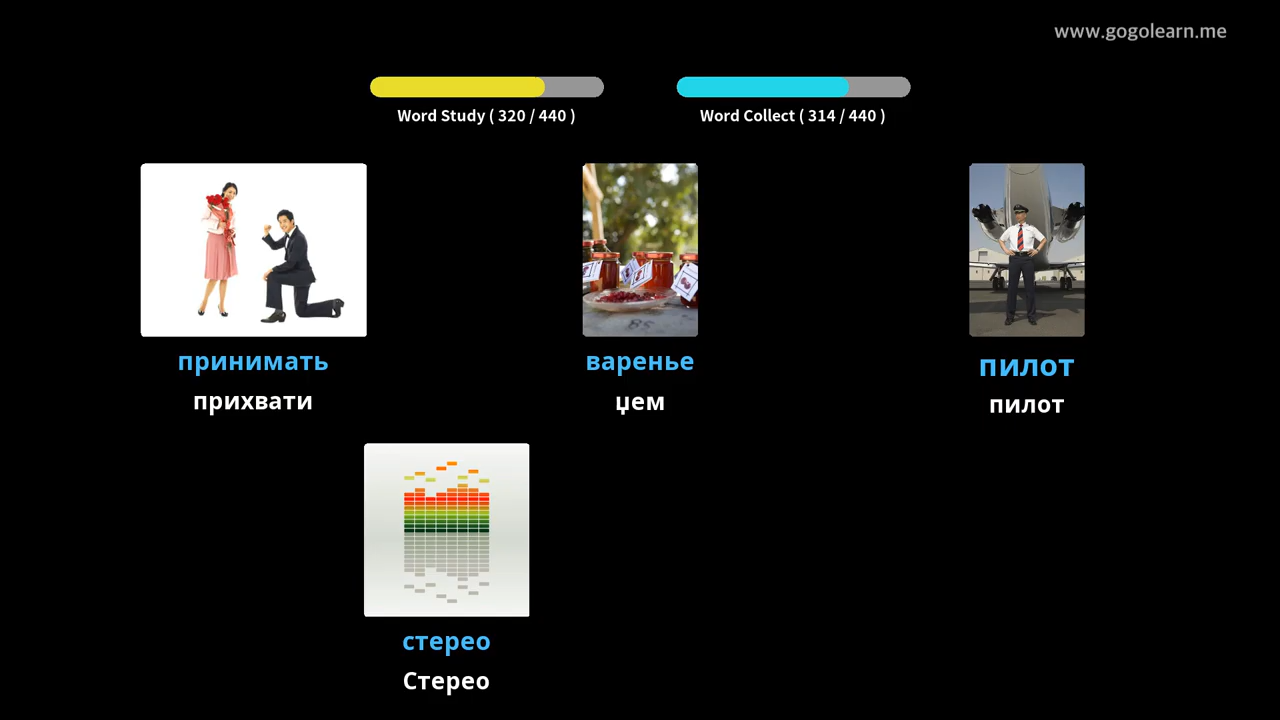 www.gogolearn.me
Word Study ( 320 / 440 )
Word Collect ( 314 / 440 )
принимать
прихвати
варенье
џем
пилот
пилот
стерео
Стерео